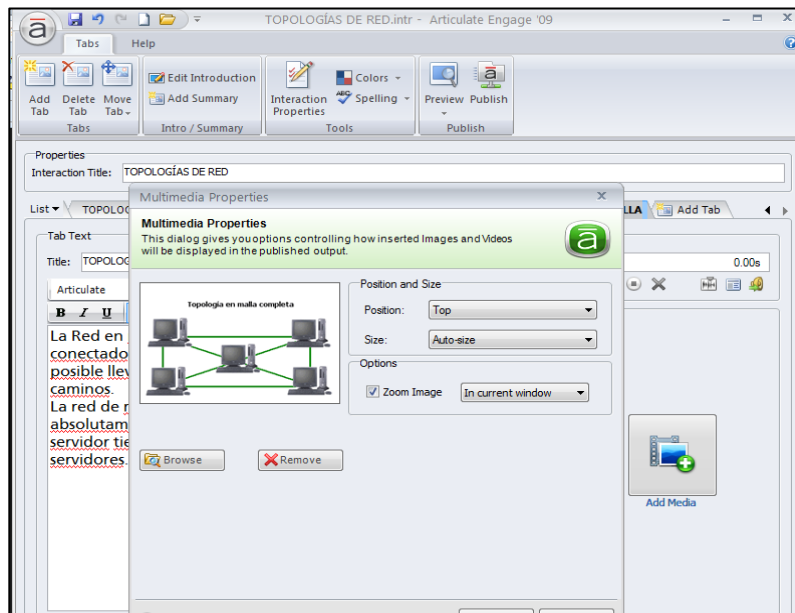 TOPOLOGÍAS DE RED.intr - Articulate Engage '09
Tabs Help
Add Tab
Delete Tab
Move Tab
Tabs
Edit Introduction
Add Summary
Intro / Summary
Interaction Properties
Colors
Spelling
Tools
Preview Publish
Publish
Properties
Interaction Title: TOPOLOGÍAS DE RED
List TOPOLOG
LLA Add Tab
Multimedia Properties
Multimedia Properties
This dialog gives you options controlling how inserted Images and Videos
will be displayed in the published output.
Tab Text
Title: TOPOLOG
0.00s
Articulate
B I U
La Red en
conectado
posible llev
caminos.
La red de
absolutam
servidor tie
servidores.
Topologia en malla completa
Position and Size
Position: Top
Size: Auto-size
Options
Zoom Image In current window
Browse Remove
Add Media